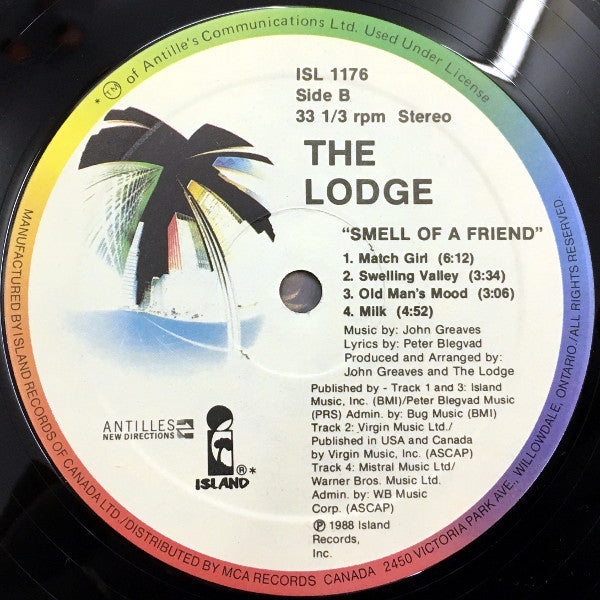 * TM of Antille's Communications Ltd. Used Under License
ISL 1176
Side B
33 1/3 rpm Stereo
THE
LODGE
"SMELL OF A FRIEND"
1. Match Girl (6:12)
2. Swelling Valley (3:34)
3. Old Man's Mood (3:06)
4. Milk (4:52)
Music by: John Greaves
Lyrics by: Peter Blegvad
Produced and Arranged by:
John Greaves and The Lodge
Published by - Track 1 and 3: Island
Music, Inc. (BMI)/Peter Blegvad Music
(PRS) Admin. by: Bug Music (BMI)
Track 2: Virgin Music Ltd./
Published in USA and Canada
by Virgin Music, Inc. (ASCAP)
Track 4: Mistral Music Ltd/
Warner Bros. Music Ltd.
Admin. by: WB Music
Corp. (ASCAP)
℗ 1988 Island
Records,
Inc.
ANTILLES
NEW DIRECTIONS
ISLAND ®*
MANUFACTURED BY ISLAND RECORDS OF CANADA LTD./DISTRIBUTED BY MCA RECORDS CANADA 2450 VICTORIA PARK AVE., WILLOWDALE, ONTARIO./ALL RIGHTS RESERVED.